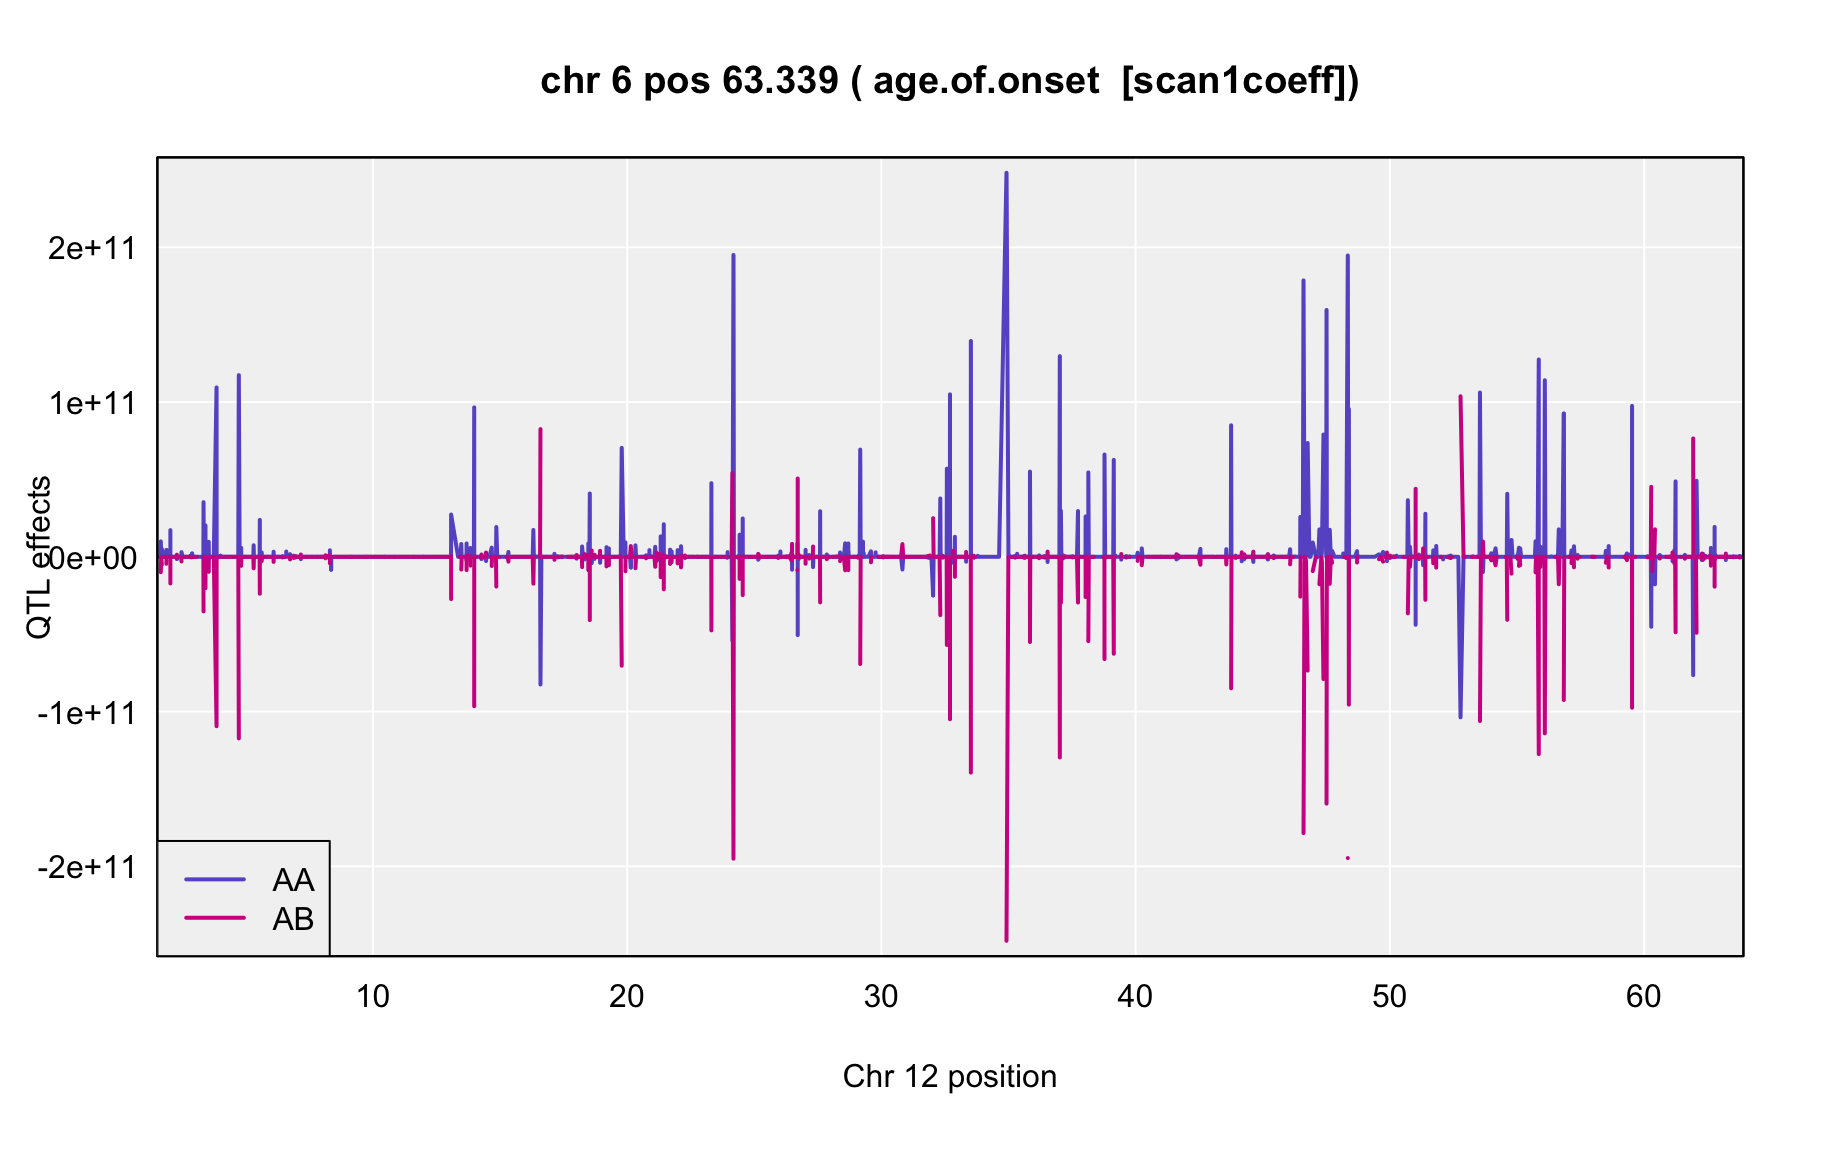 chr 6 pos 63.339 ( age.of.onset  [scan1coeff])
QTL effects
2e+11
1e+11
0e+00
-1e+11
-2e+11
AA
AB
10 20 30 40 50 60
Chr 12 position